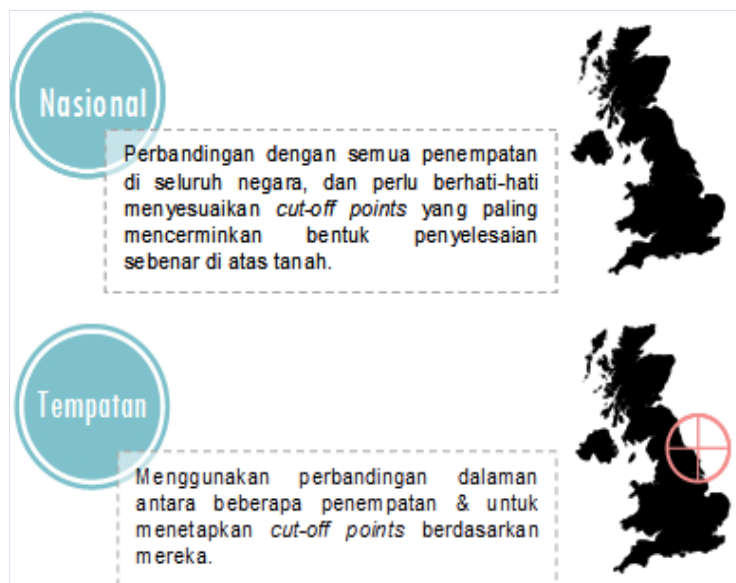 Nasional
Perbandingan dengan semua penempatan
di seluruh negara, dan perlu berhati-hati
menyesuaikan cut-off points yang paling
mencerminkan bentuk penyelesaian
sebenar di atas tanah.
Tempatan
Menggunakan perbandingan dalaman
antara beberapa penempatan & untuk
menetapkan cut-off points berdasarkan
mereka.